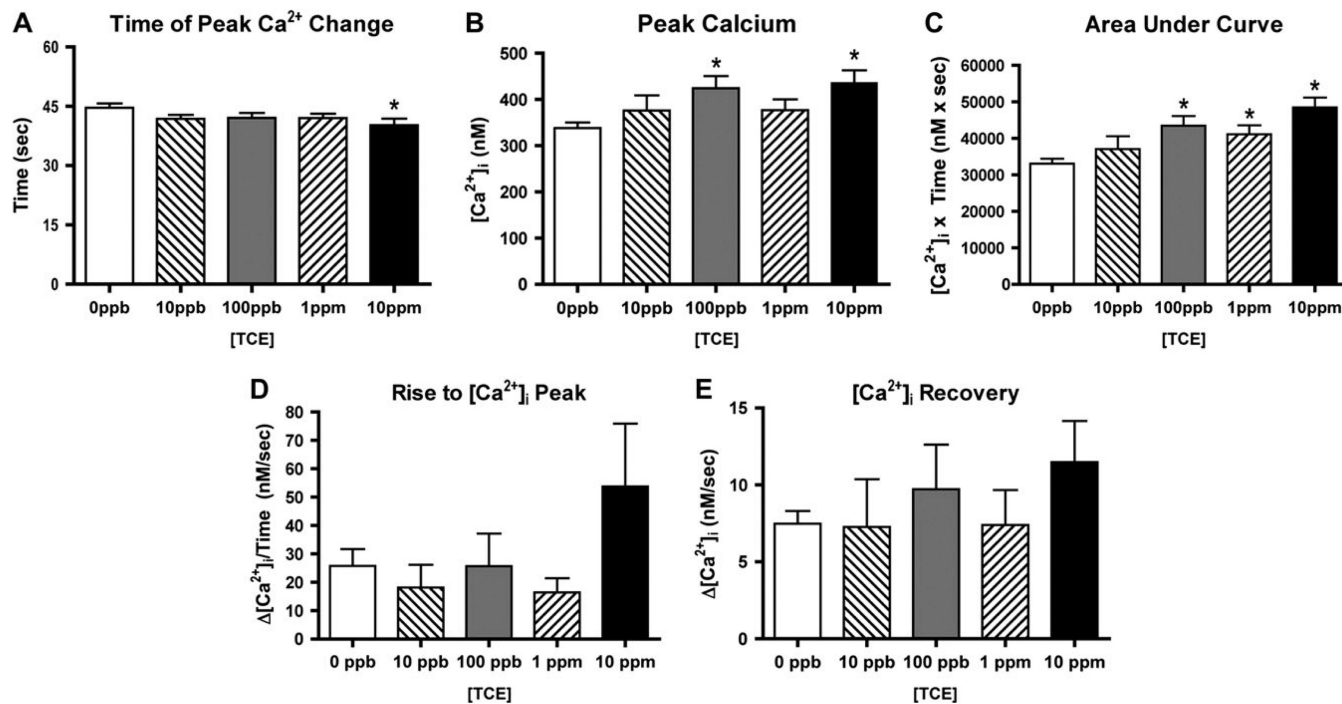 A Time of Peak Ca²⁺ Change
Time (sec)
60
45
30
15
0
*
0ppb 10ppb 100ppb 1ppm 10ppm
[TCE]
B Peak Calcium
[Ca²⁺]ᵢ (nM)
500
400
300
200
100
0
* *
0ppb 10ppb 100ppb 1ppm 10ppm
[TCE]
C Area Under Curve
[Ca²⁺]ᵢ x Time (nM x sec)
60000
50000
40000
30000
20000
10000
0
* * *
0ppb 10ppb 100ppb 1ppm 10ppm
[TCE]
D Rise to [Ca²⁺]ᵢ Peak
Δ[Ca²⁺]ᵢ/Time (nM/sec)
80
70
60
50
40
30
20
10
0
0 ppb 10 ppb 100 ppb 1 ppm 10 ppm
[TCE]
E [Ca²⁺]ᵢ Recovery
Δ[Ca²⁺]ᵢ (nM/sec)
15
10
5
0
0 ppb 10 ppb 100 ppb 1 ppm 10 ppm
[TCE]